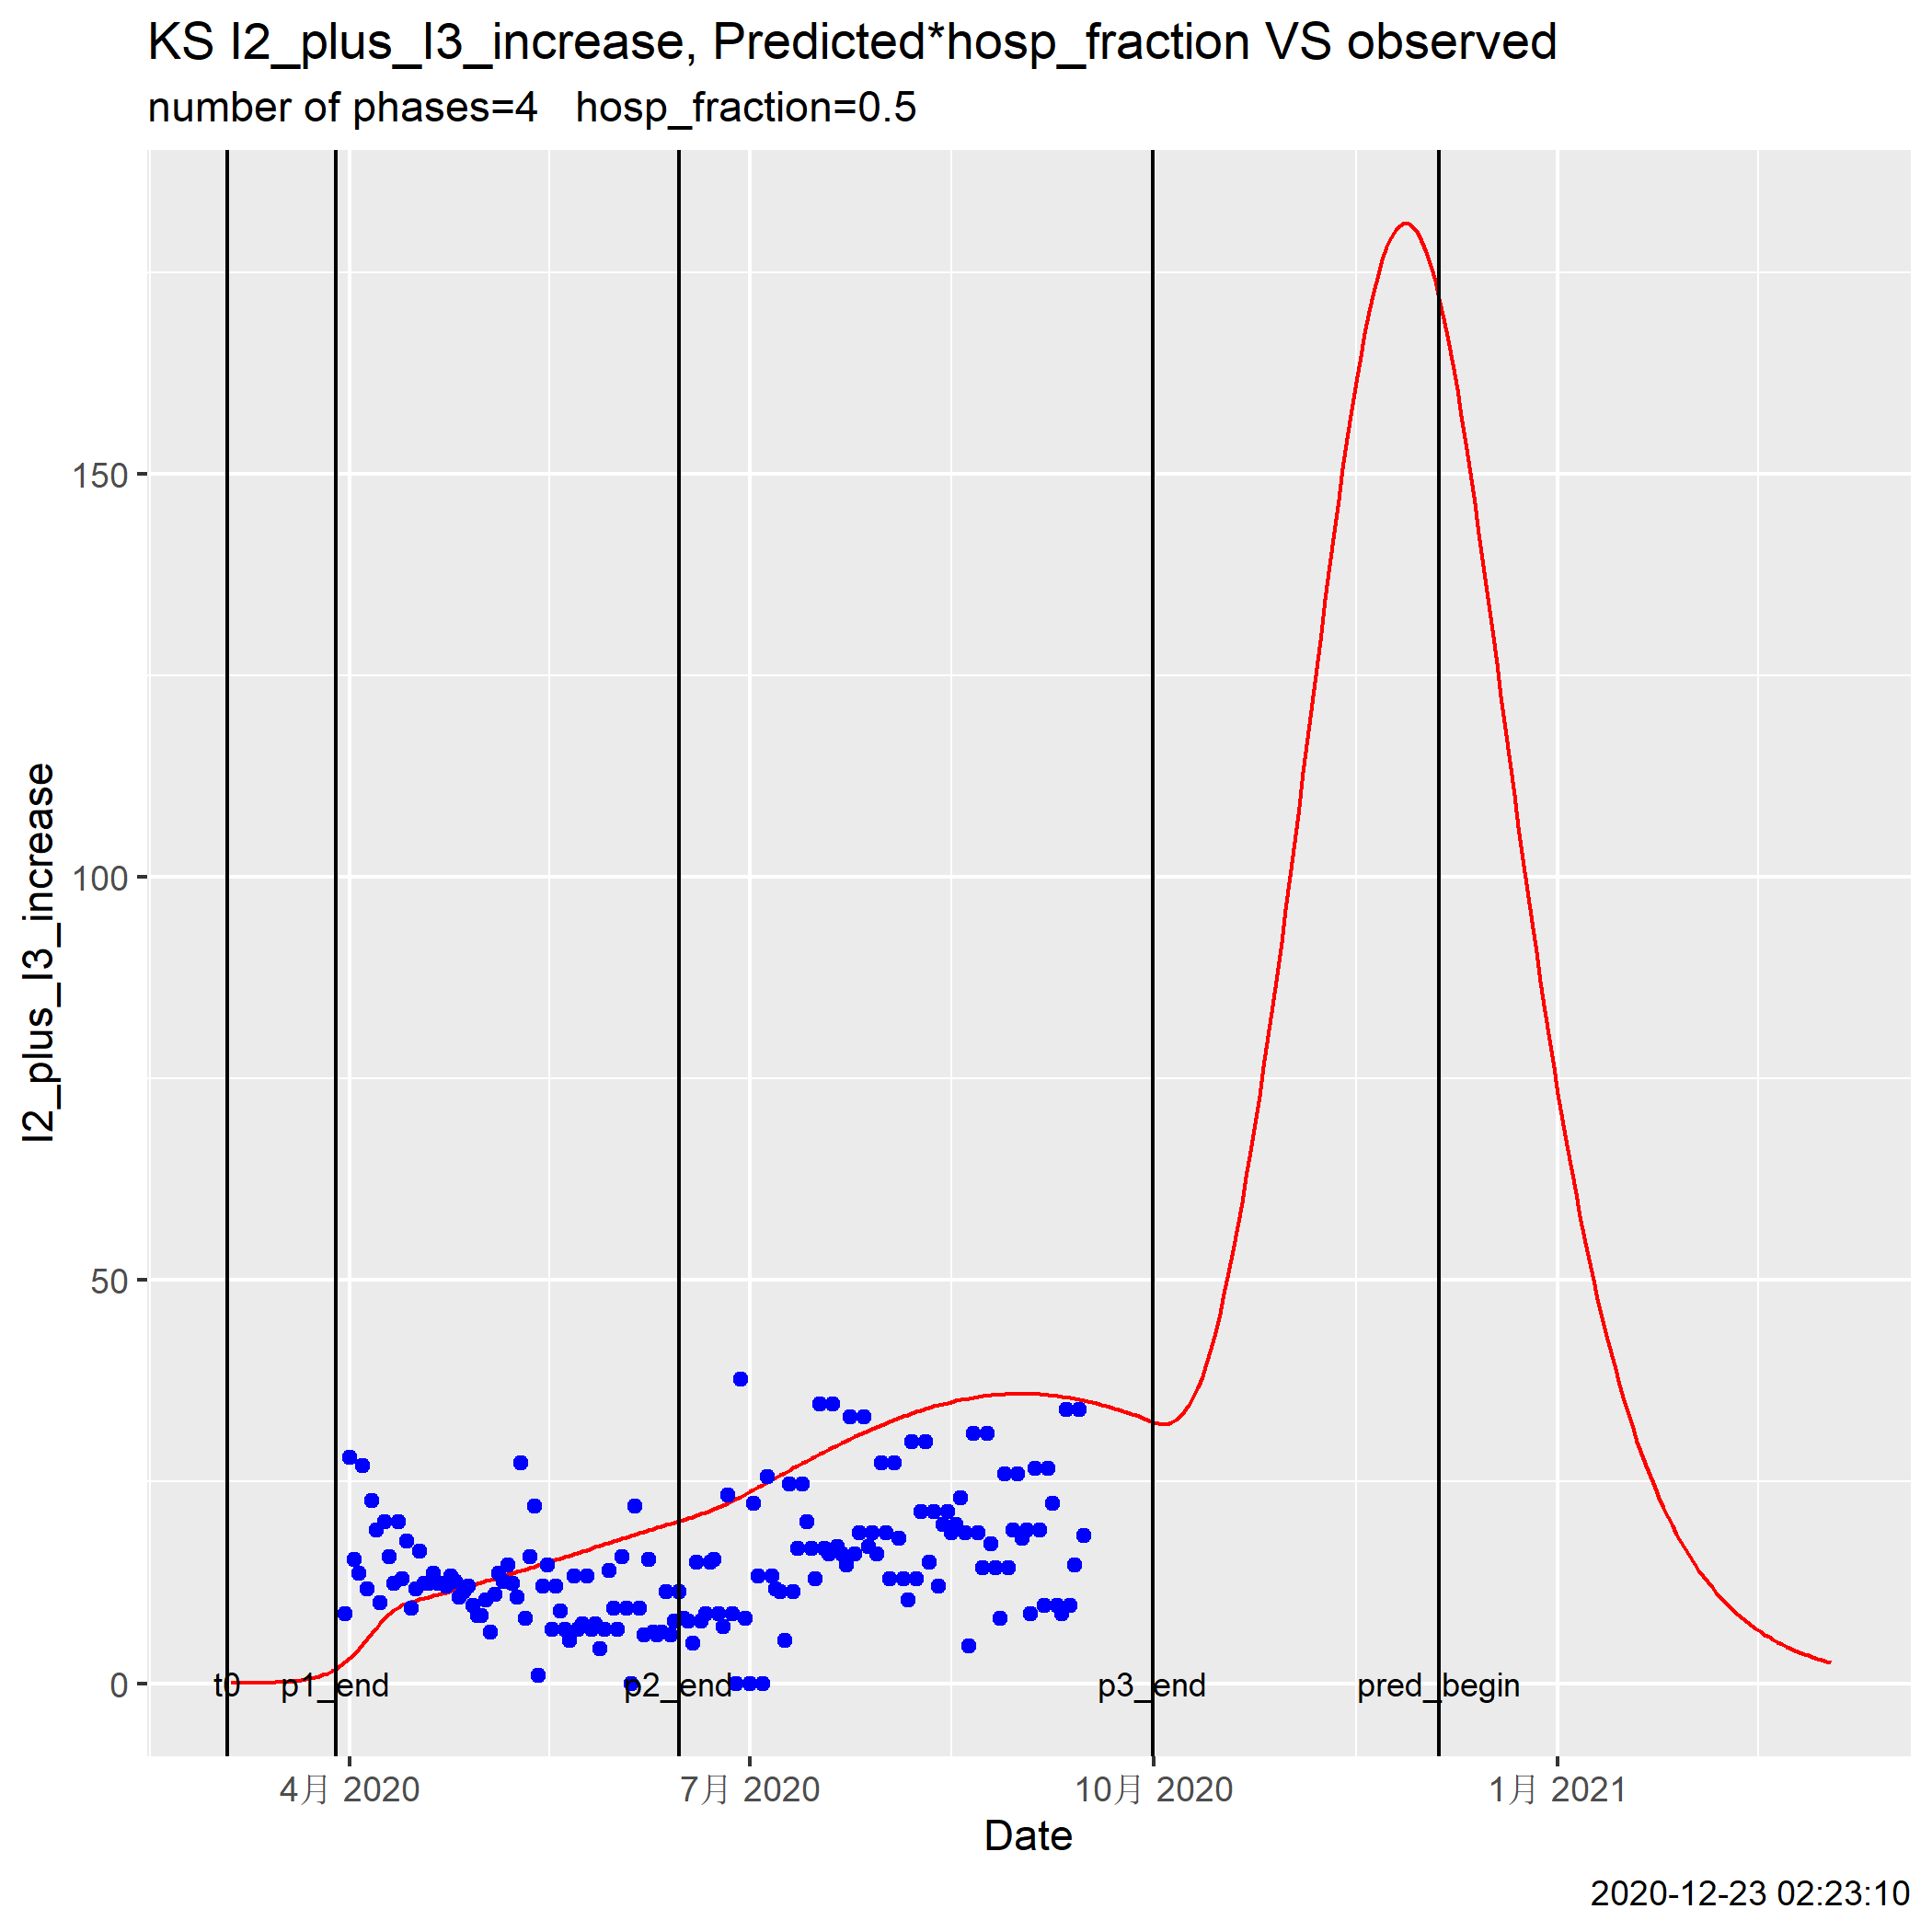 KS I2_plus_I3_increase, Predicted*hosp_fraction VS observed
number of phases=4   hosp_fraction=0.5
I2_plus_I3_increase
150
100
50
0
t0 p1_end p2_end p3_end pred_begin
4月 2020 7月 2020 10月 2020 1月 2021
Date
2020-12-23 02:23:10